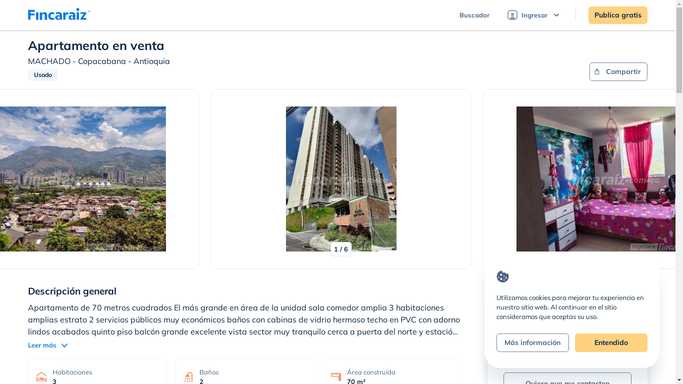 Fincaraiz
Buscador
Ingresar
Publica gratis
Apartamento en venta
MACHADO - Copacabana - Antioquia
Usado
Compartir
1 / 6
Descripción general
Apartamento de 70 metros cuadrados El más grande en área de la unidad sala comedor amplia 3 habitaciones
amplias estrato 2 servicios públicos muy económicos baños con cabinas de vidrio hermoso techo en PVC con adorno
lindos acabados quinto piso balcón grande excelente vista sector muy tranquilo cerca a puerta del norte y estació...
Leer más
Habitaciones
3
Baños
2
Área construida
70 m²
Utilizamos cookies para mejorar tu experiencia en
nuestro sitio web. Al continuar en el sitio
consideramos que aceptas su uso.
Más información
Entendido
Quiero que me contacten